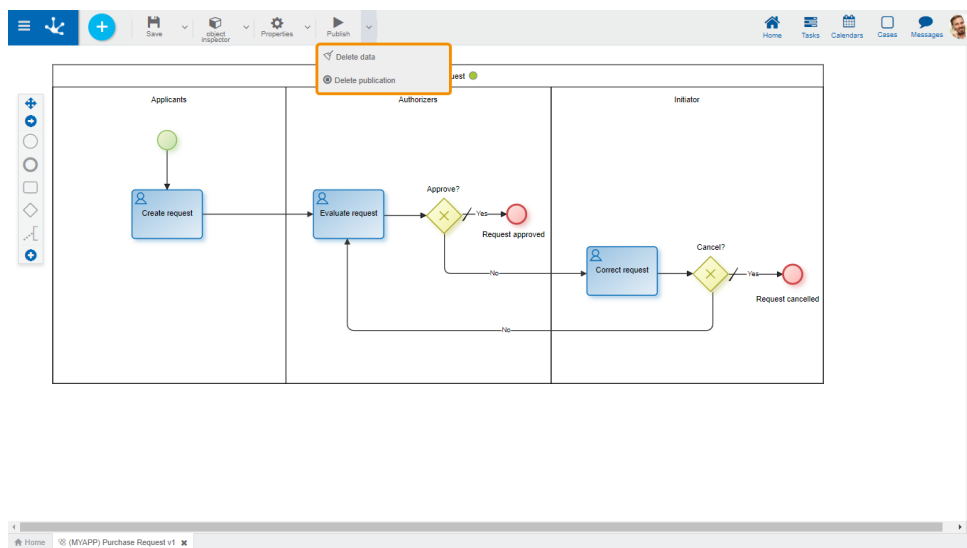 Save
object
inspector
Properties
Publish
Home
Tasks
Calendars
Cases
Messages
Delete data
Delete publication
Applicants
Authorizers
Initiator
Create request
Evaluate request
Approve?
Yes
Request approved
No
Correct request
Cancel?
Yes
Request cancelled
No
Home
(MYAPP) Purchase Request v1